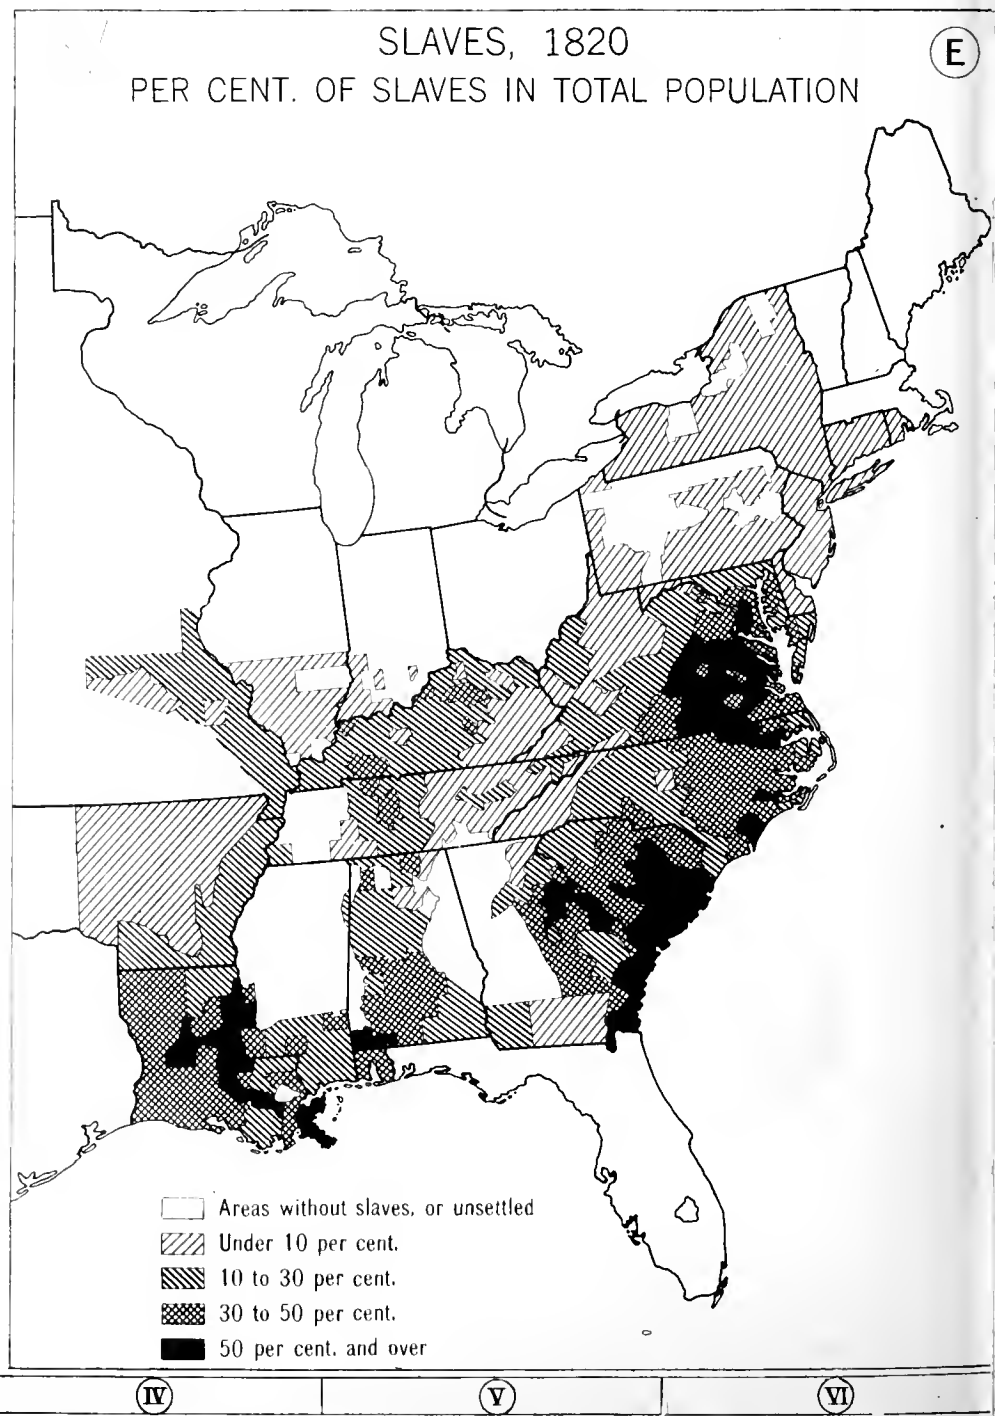 SLAVES, 1820
E
PER CENT. OF SLAVES IN TOTAL POPULATION
Areas without slaves, or unsettled
Under 10 per cent.
10 to 30 per cent.
30 to 50 per cent.
50 per cent. and over
IV
V
VI